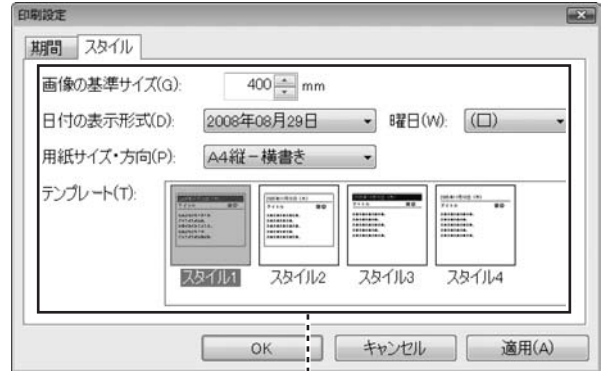 印刷設定
期間 スタイル
画像の基準サイズ(G): 400 mm
日付の表示形式(D): 2008年08月29日 曜日(W): (□)
用紙サイズ・方向(P): A4縦－横書き
テンプレート(T):
スタイル1 スタイル2 スタイル3 スタイル4
OK キャンセル 適用(A)